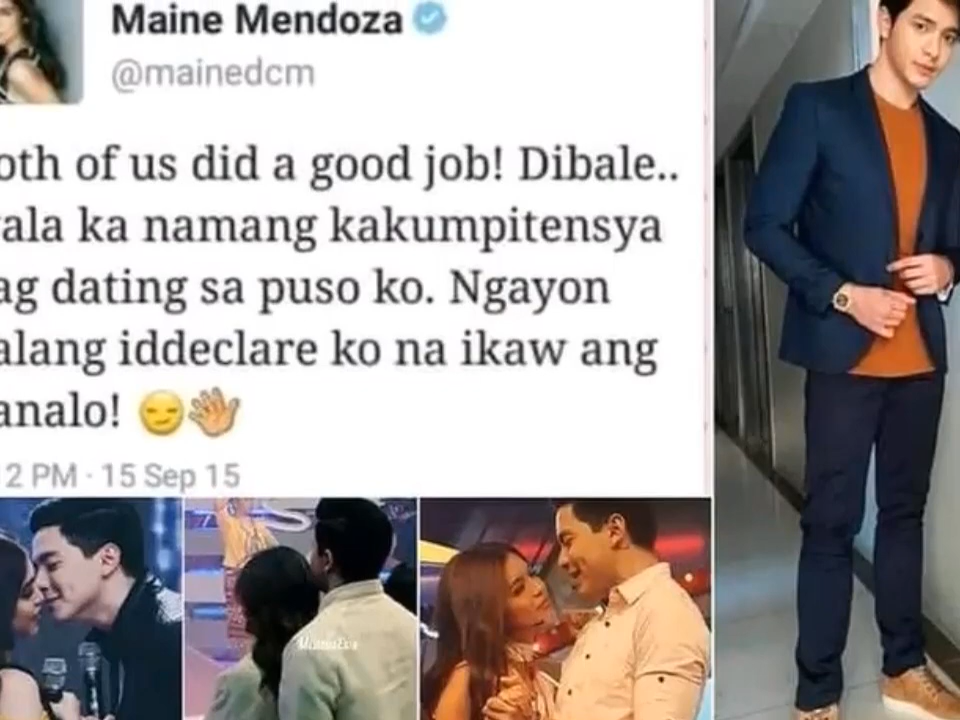 Maine Mendoza
@mainedcm
oth of us did a good job! Dibale..
ala ka namang kakumpitensya
ag dating sa puso ko. Ngayon
alang iddeclare ko na ikaw ang
analo! 😏👋
2 PM · 15 Sep 15